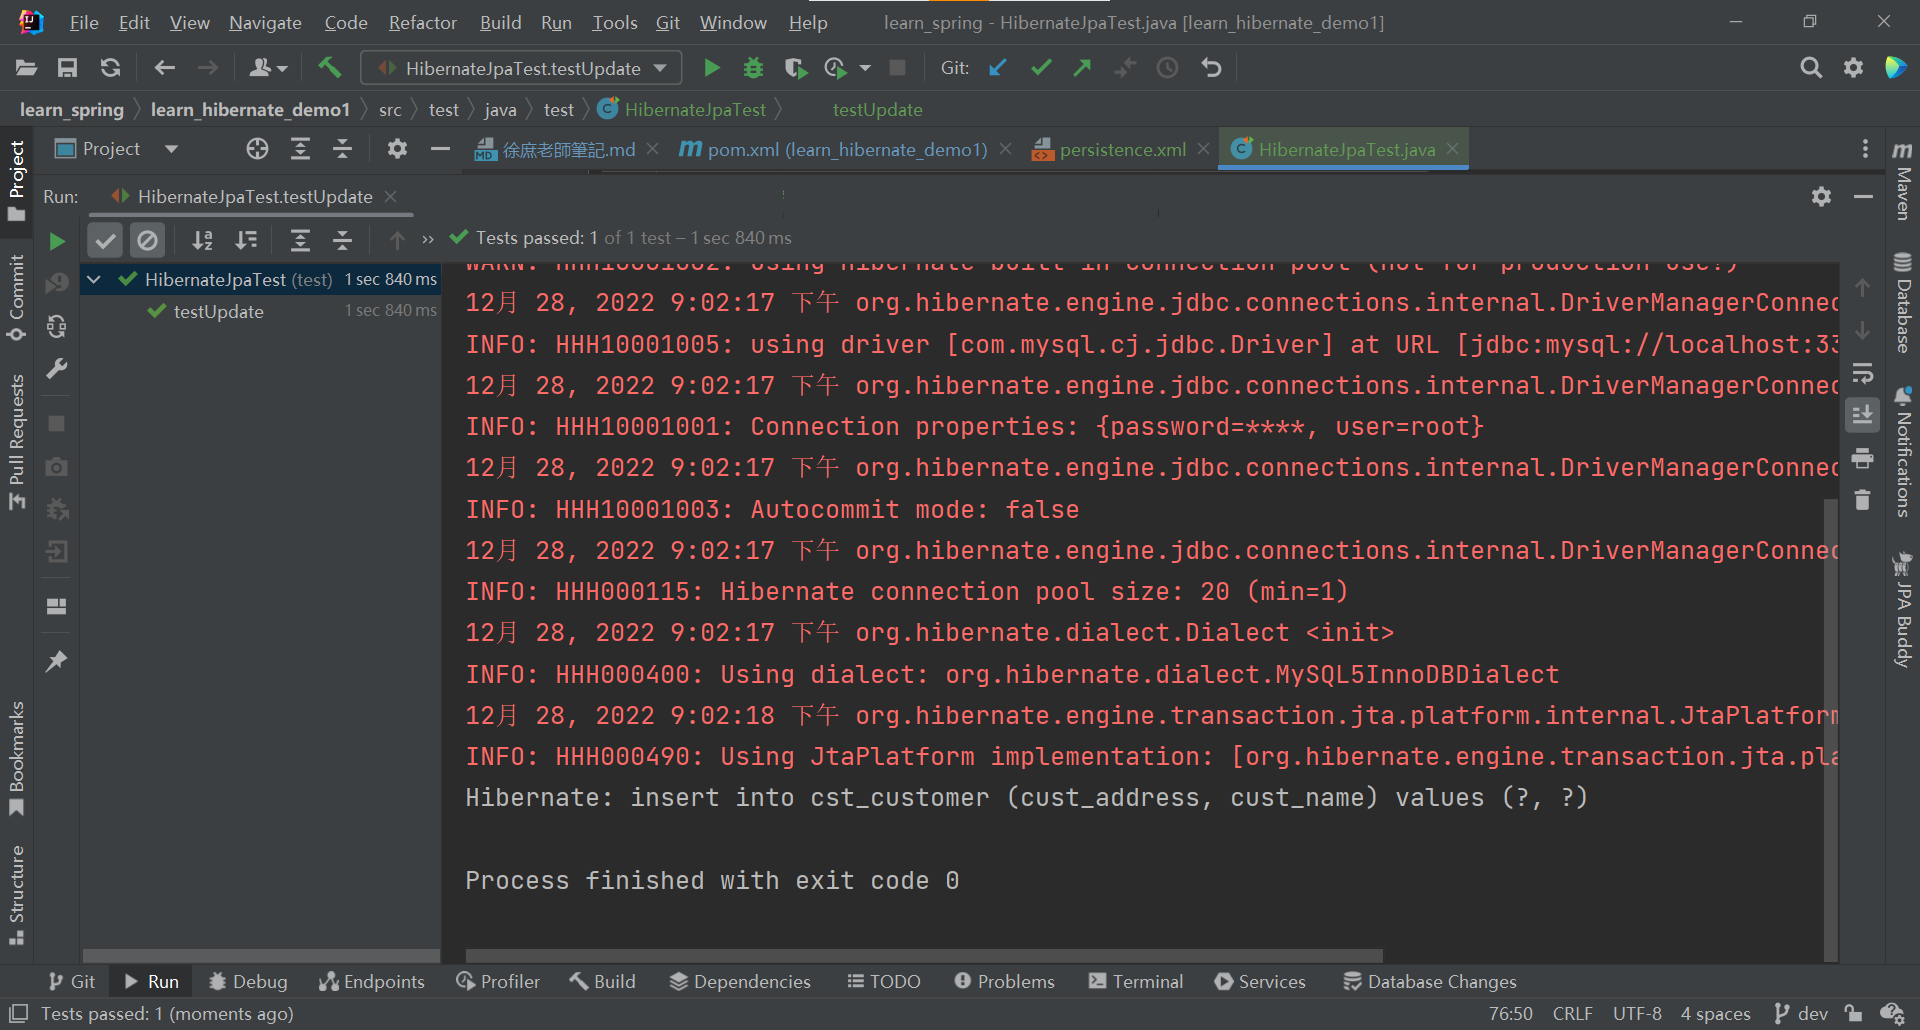 File Edit View Navigate Code Refactor Build Run Tools Git Window Help learn_spring - HibernateJpaTest.java [learn_hibernate_demo1]
HibernateJpaTest.testUpdate Git:
learn_spring learn_hibernate_demo1 src test java test HibernateJpaTest testUpdate
Project 徐庶老師筆記.md pom.xml (learn_hibernate_demo1) persistence.xml HibernateJpaTest.java
Run: HibernateJpaTest.testUpdate
Tests passed: 1 of 1 test – 1 sec 840 ms
HibernateJpaTest (test) 1 sec 840 ms
testUpdate 1 sec 840 ms
WARN: HHH10001002: Using Hibernate built-in connection pool (not for production use!)
12月 28, 2022 9:02:17 下午 org.hibernate.engine.jdbc.connections.internal.DriverManagerConnec
INFO: HHH10001005: using driver [com.mysql.cj.jdbc.Driver] at URL [jdbc:mysql://localhost:33
12月 28, 2022 9:02:17 下午 org.hibernate.engine.jdbc.connections.internal.DriverManagerConnec
INFO: HHH10001001: Connection properties: {password=****, user=root}
12月 28, 2022 9:02:17 下午 org.hibernate.engine.jdbc.connections.internal.DriverManagerConnec
INFO: HHH10001003: Autocommit mode: false
12月 28, 2022 9:02:17 下午 org.hibernate.engine.jdbc.connections.internal.DriverManagerConnec
INFO: HHH000115: Hibernate connection pool size: 20 (min=1)
12月 28, 2022 9:02:17 下午 org.hibernate.dialect.Dialect <init>
INFO: HHH000400: Using dialect: org.hibernate.dialect.MySQL5InnoDBDialect
12月 28, 2022 9:02:18 下午 org.hibernate.engine.transaction.jta.platform.internal.JtaPlatform
INFO: HHH000490: Using JtaPlatform implementation: [org.hibernate.engine.transaction.jta.pla
Hibernate: insert into cst_customer (cust_address, cust_name) values (?, ?)
Process finished with exit code 0
Project
Commit
Pull Requests
Bookmarks
Structure
Maven
Database
Notifications
JPA Buddy
Git Run Debug Endpoints Profiler Build Dependencies TODO Problems Terminal Services Database Changes
Tests passed: 1 (moments ago) 76:50 CRLF UTF-8 4 spaces dev